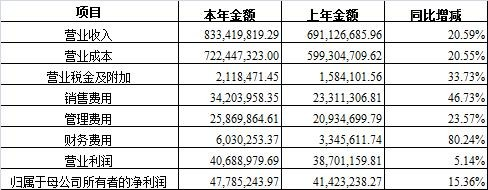 项目 本年金额 上年金额 同比增减
营业收入 833,419,819.29 691,126,685.96 20.59%
营业成本 722,447,323.00 599,304,709.62 20.55%
营业税金及附加 2,118,471.45 1,584,101.56 33.73%
销售费用 34,203,958.35 23,311,306.81 46.73%
管理费用 25,869,864.61 20,934,699.79 23.57%
财务费用 6,030,253.37 3,345,611.74 80.24%
营业利润 40,688,979.69 38,701,159.81 5.14%
归属于母公司所有者的净利润 47,785,243.97 41,423,238.27 15.36%